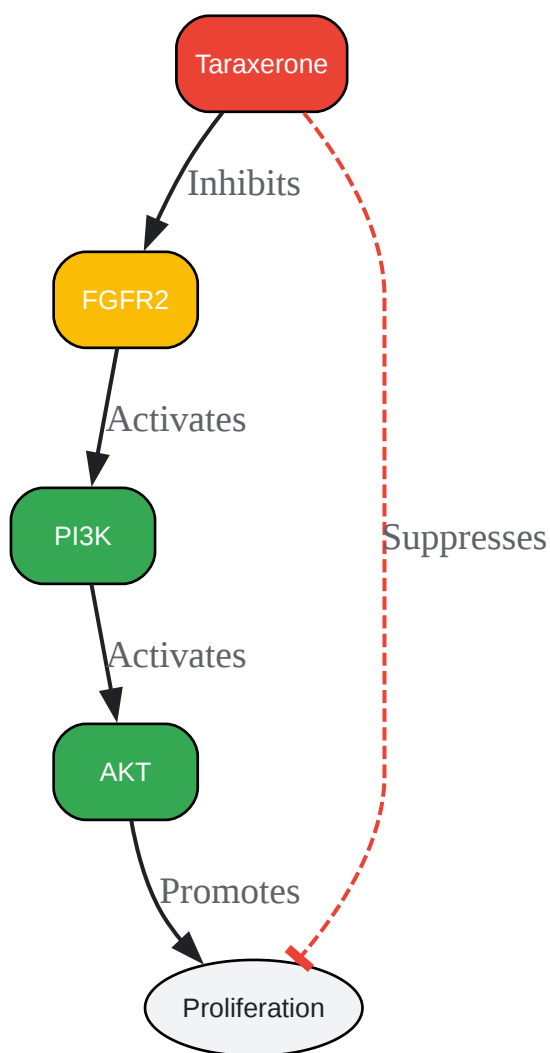 Taraxerone
Inhibits
FGFR2
Activates
PI3K
Suppresses
Activates
AKT
Promotes
Proliferation